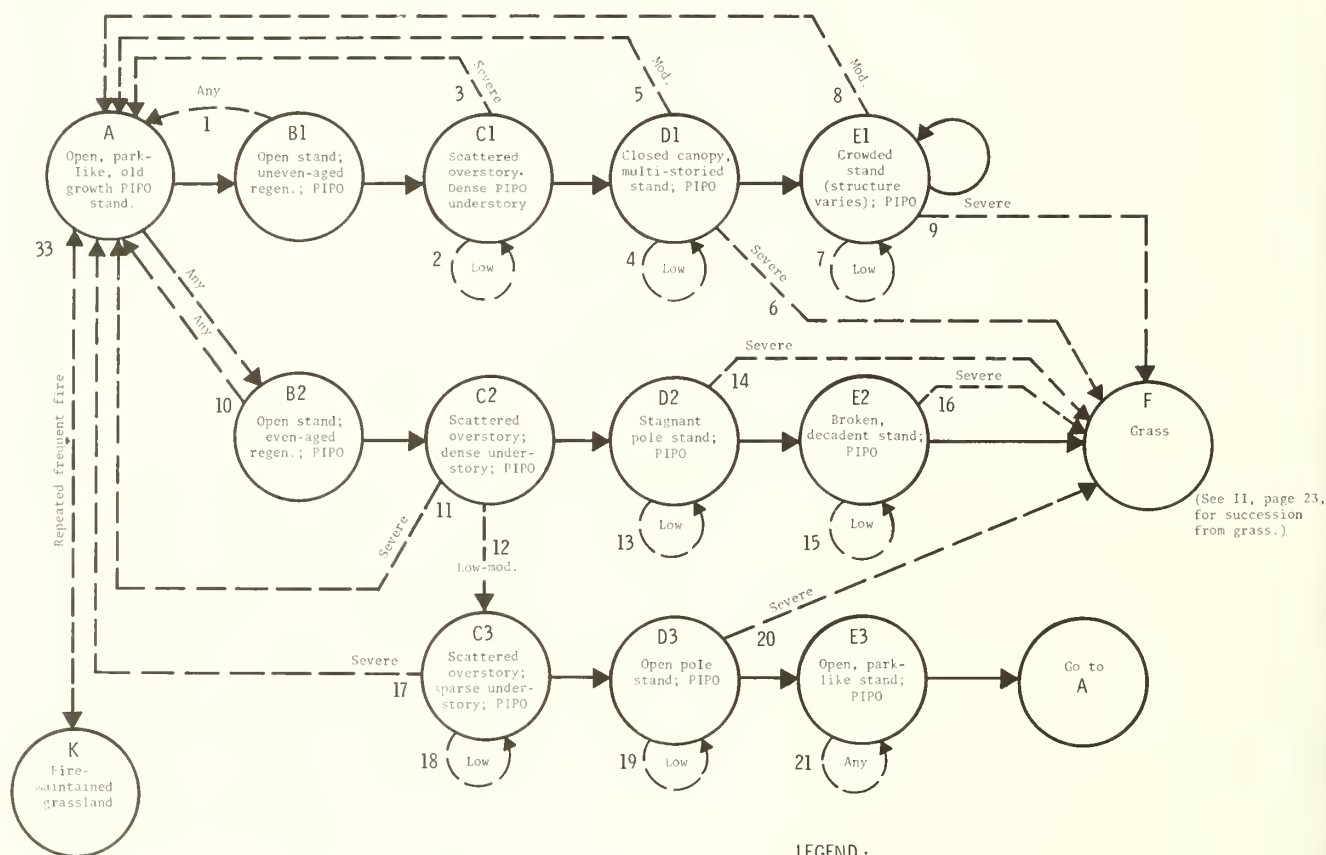 Mod.
Mod.
Severe
Any
3
5
8
1
A
Open, park-
like, old
growth PIPO
stand.
B1
Open stand;
uneven-aged
regen.; PIPO
C1
Scattered
overstory.
Dense PIPO
understory
D1
Closed canopy,
multi-storied
stand; PIPO
E1
Crowded
stand
(structure
varies); PIPO
Severe
9
2
Low
4
Low
7
Low
Severe
6
33
Any
Any
10
Repeated frequent fire
B2
Open stand;
even-aged
regen.; PIPO
C2
Scattered
overstory;
dense under-
story; PIPO
D2
Stagnant
pole stand;
PIPO
E2
Broken,
decadent stand;
PIPO
F
Grass
(See II, page 23,
for succession
from grass.)
Severe
14
Severe
16
11
Severe
12
Low-mod.
13
Low
15
Low
Severe
20
Severe
17
C3
Scattered
overstory;
sparse under-
story; PIPO
D3
Open pole
stand; PIPO
E3
Open, park-
like stand;
PIPO
Go to
A
18
Low
19
Low
21
Any
K
Fire-
maintained
grassland
LEGEND: